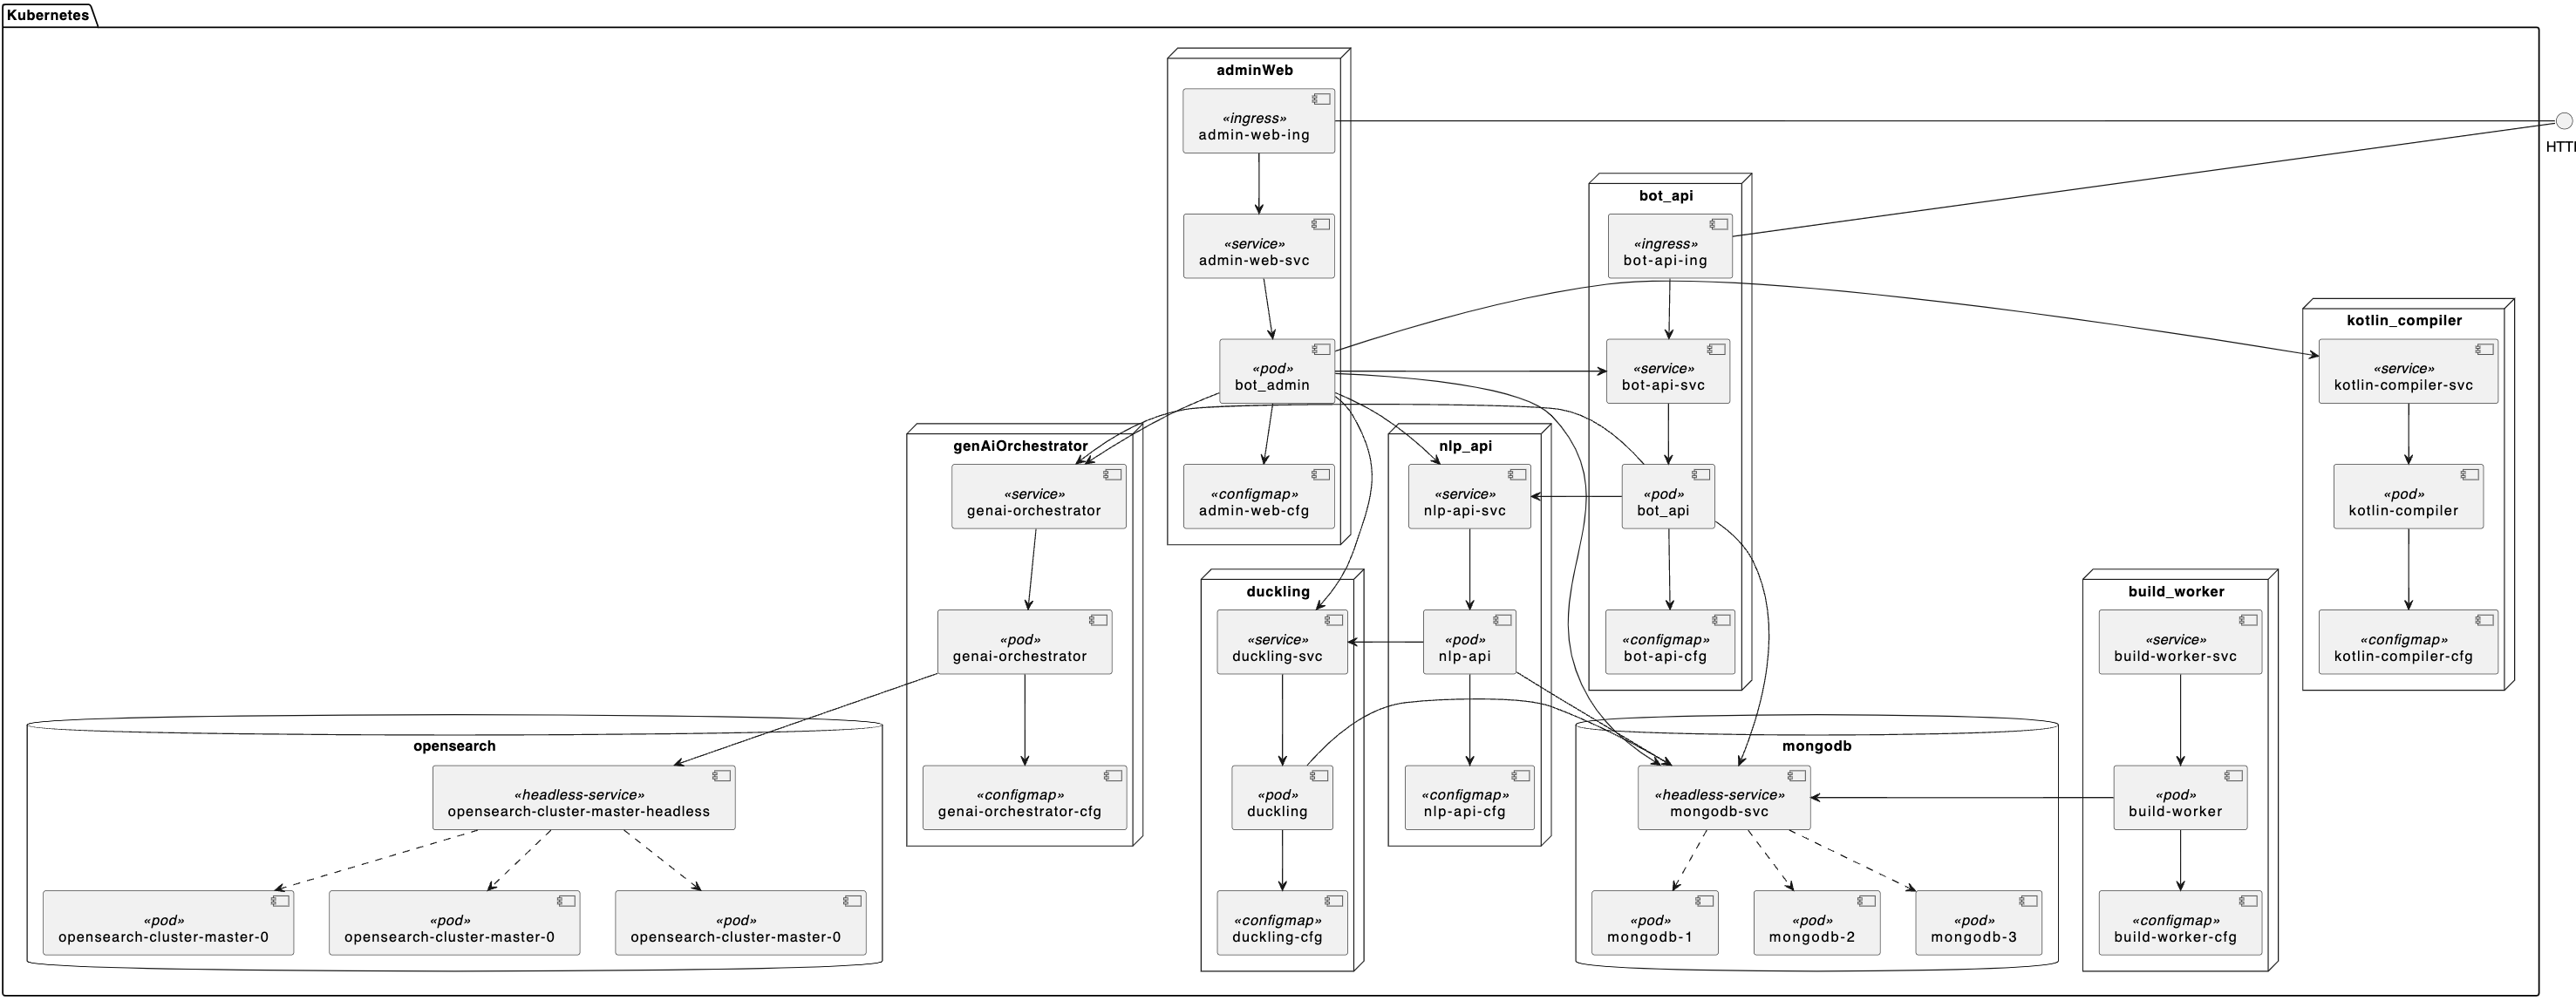 Kubernetes
adminWeb
«ingress»
admin-web-ing
HTTP
bot_api
«service»
admin-web-svc
«ingress»
bot-api-ing
kotlin_compiler
«pod»
bot_admin
«service»
bot-api-svc
«service»
kotlin-compiler-svc
genAiOrchestrator
nlp_api
«service»
genai-orchestrator
«configmap»
admin-web-cfg
«service»
nlp-api-svc
«pod»
bot_api
«pod»
kotlin-compiler
duckling
build_worker
«pod»
genai-orchestrator
«service»
duckling-svc
«pod»
nlp-api
«configmap»
bot-api-cfg
«service»
build-worker-svc
«configmap»
kotlin-compiler-cfg
opensearch
mongodb
«headless-service»
opensearch-cluster-master-headless
«configmap»
genai-orchestrator-cfg
«pod»
duckling
«configmap»
nlp-api-cfg
«headless-service»
mongodb-svc
«pod»
build-worker
«pod»
opensearch-cluster-master-0
«pod»
opensearch-cluster-master-0
«pod»
opensearch-cluster-master-0
«configmap»
duckling-cfg
«pod»
mongodb-1
«pod»
mongodb-2
«pod»
mongodb-3
«configmap»
build-worker-cfg